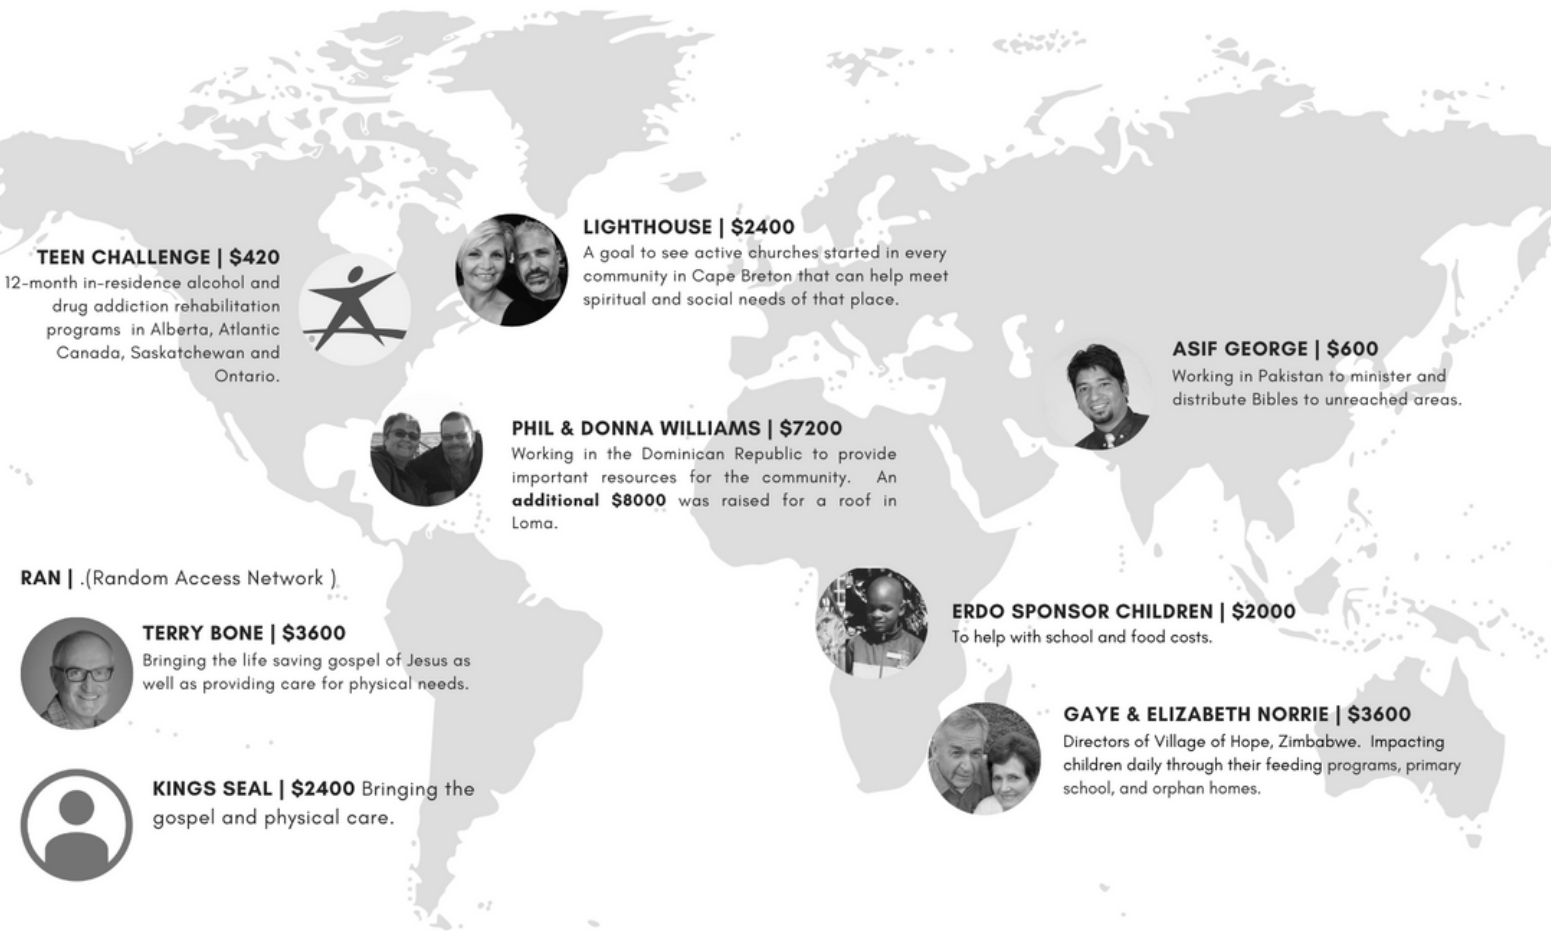 LIGHTHOUSE | $2400
A goal to see active churches started in every
community in Cape Breton that can help meet
spiritual and social needs of that place.
TEEN CHALLENGE | $420
12-month in-residence alcohol and
drug addiction rehabilitation
programs in Alberta, Atlantic
Canada, Saskatchewan and
Ontario.
ASIF GEORGE | $600
Working in Pakistan to minister and
distribute Bibles to unreached areas.
PHIL & DONNA WILLIAMS | $7200
Working in the Dominican Republic to provide
important resources for the community. An
additional $8000 was raised for a roof in
Loma.
RAN | .(Random Access Network )
TERRY BONE | $3600
Bringing the life saving gospel of Jesus as
well as providing care for physical needs.
KINGS SEAL | $2400 Bringing the
gospel and physical care.
ERDO SPONSOR CHILDREN | $2000
To help with school and food costs.
GAYE & ELIZABETH NORRIE | $3600
Directors of Village of Hope, Zimbabwe. Impacting
children daily through their feeding programs, primary
school, and orphan homes.